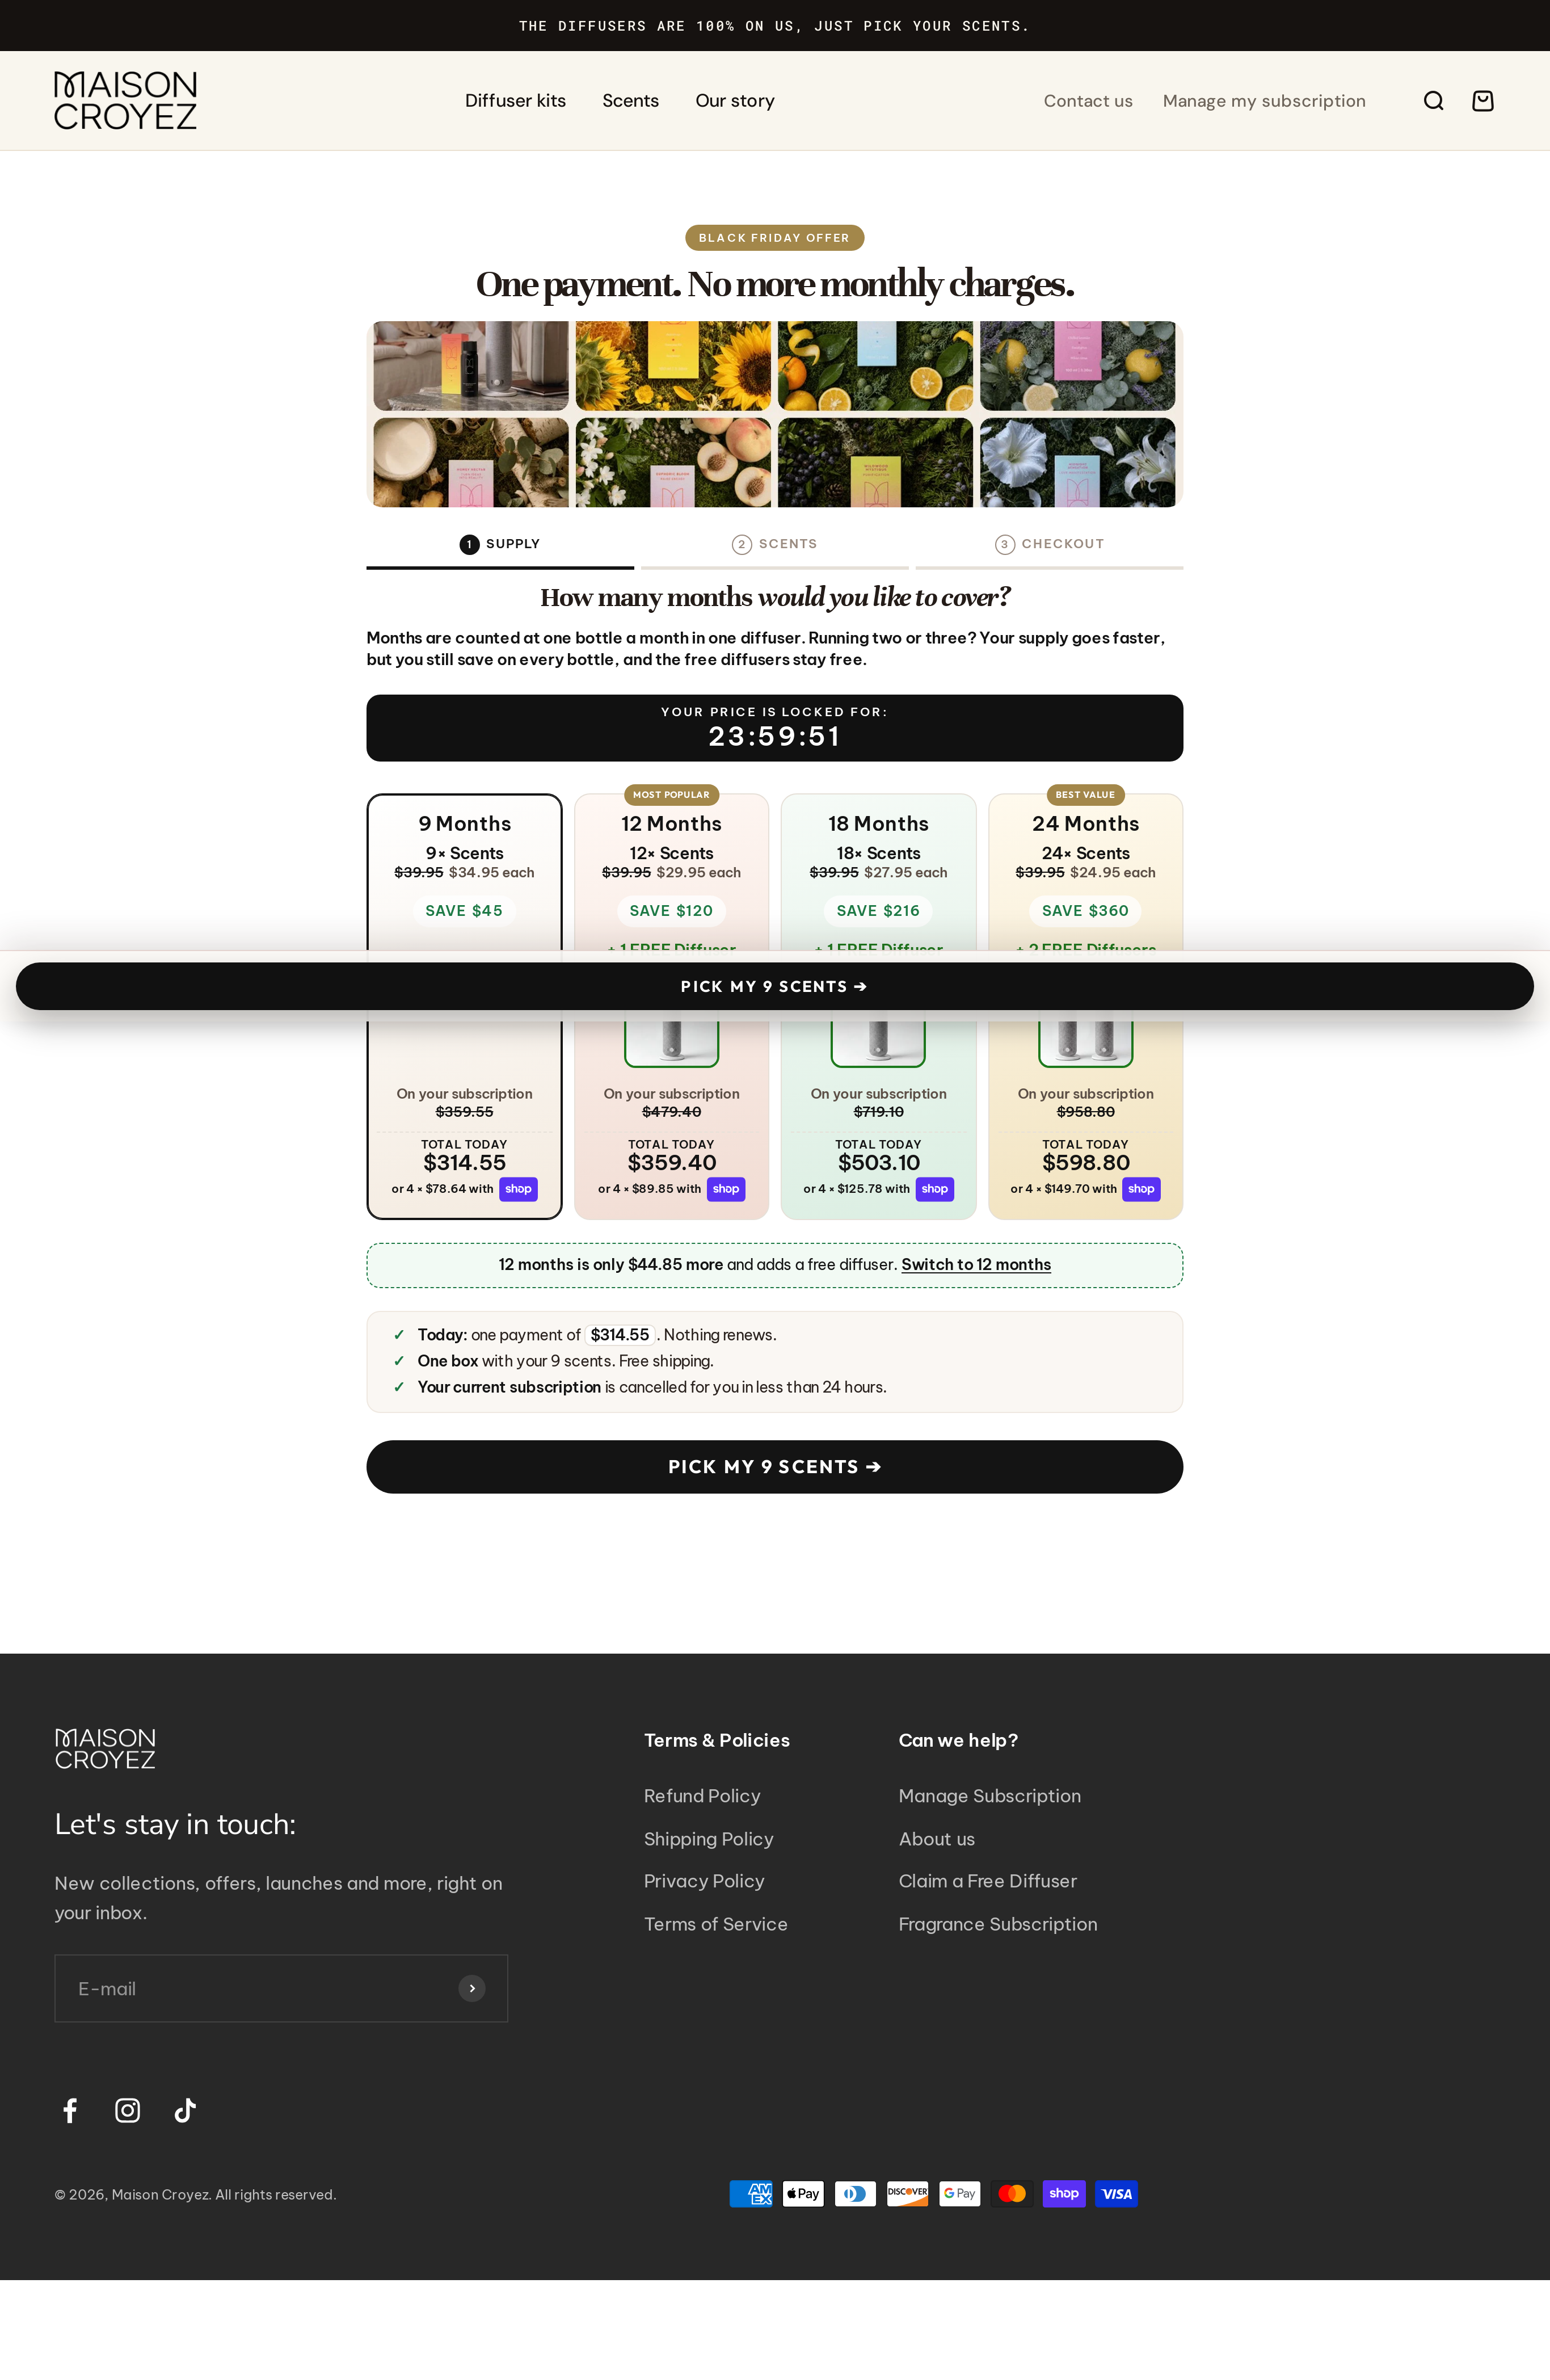 THE DIFFUSERS ARE 100% ON US, JUST PICK YOUR SCENTS.
MAISON
CROYEZ
Diffuser kits
Scents
Our story
Contact us
Manage my subscription
BLACK FRIDAY OFFER
One payment. No more monthly charges.
1 SUPPLY
2 SCENTS
3 CHECKOUT
How many months would you like to cover?
Months are counted at one bottle a month in one diffuser. Running two or three? Your supply goes faster,
but you still save on every bottle, and the free diffusers stay free.
YOUR PRICE IS LOCKED FOR:
23:59:51
9 Months
9× Scents
$39.95 $34.95 each
SAVE $45
On your subscription
$359.55
TOTAL TODAY
$314.55
or 4 × $78.64 with shop
MOST POPULAR
12 Months
12× Scents
$39.95 $29.95 each
SAVE $120
+ 1 FREE Diffuser
On your subscription
$479.40
TOTAL TODAY
$359.40
or 4 × $89.85 with shop
18 Months
18× Scents
$39.95 $27.95 each
SAVE $216
+ 1 FREE Diffuser
On your subscription
$719.10
TOTAL TODAY
$503.10
or 4 × $125.78 with shop
BEST VALUE
24 Months
24× Scents
$39.95 $24.95 each
SAVE $360
+ 2 FREE Diffusers
On your subscription
$958.80
TOTAL TODAY
$598.80
or 4 × $149.70 with shop
PICK MY 9 SCENTS ➔
12 months is only $44.85 more and adds a free diffuser. Switch to 12 months
✓ Today: one payment of $314.55. Nothing renews.
✓ One box with your 9 scents. Free shipping.
✓ Your current subscription is cancelled for you in less than 24 hours.
PICK MY 9 SCENTS ➔
MAISON
CROYEZ
Let's stay in touch:
New collections, offers, launches and more, right on
your inbox.
E-mail
Terms & Policies
Refund Policy
Shipping Policy
Privacy Policy
Terms of Service
Can we help?
Manage Subscription
About us
Claim a Free Diffuser
Fragrance Subscription
© 2026, Maison Croyez. All rights reserved.
AMEX
Pay
DISCOVER
G Pay
shop
VISA